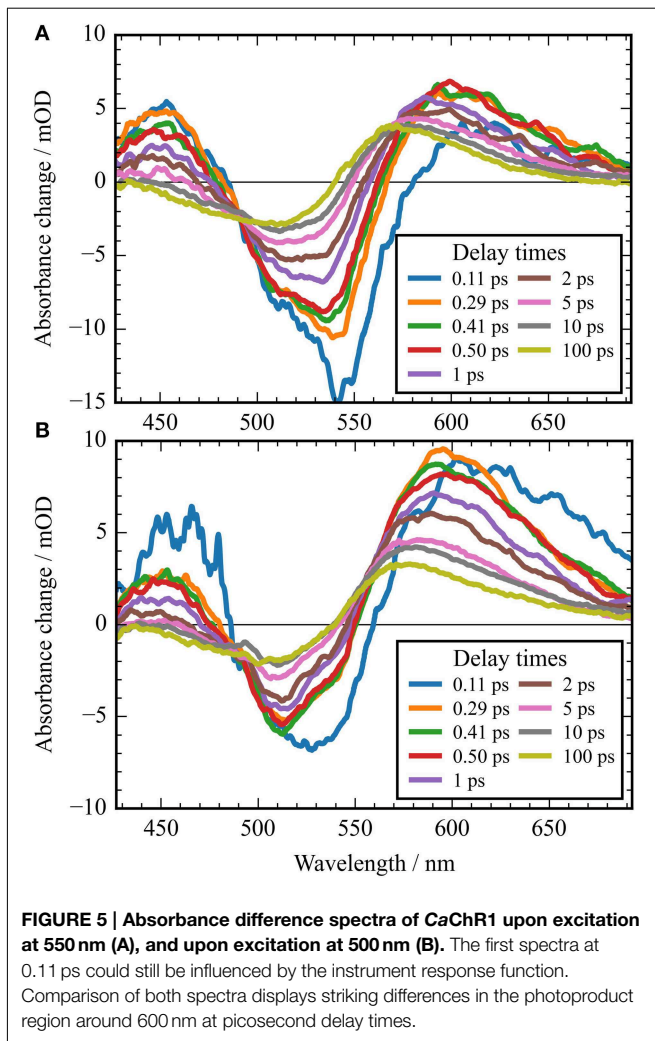 A
10
5
0
−5
−10
−15
Absorbance change / mOD
Delay times
0.11 ps
0.29 ps
0.41 ps
0.50 ps
1 ps
2 ps
5 ps
10 ps
100 ps
450 500 550 600 650
B
10
5
0
−5
−10
Absorbance change / mOD
Delay times
0.11 ps
0.29 ps
0.41 ps
0.50 ps
1 ps
2 ps
5 ps
10 ps
100 ps
450 500 550 600 650
Wavelength / nm
FIGURE 5 | Absorbance difference spectra of CaChR1 upon excitation
at 550 nm (A), and upon excitation at 500 nm (B). The first spectra at
0.11 ps could still be influenced by the instrument response function.
Comparison of both spectra displays striking differences in the photoproduct
region around 600 nm at picosecond delay times.